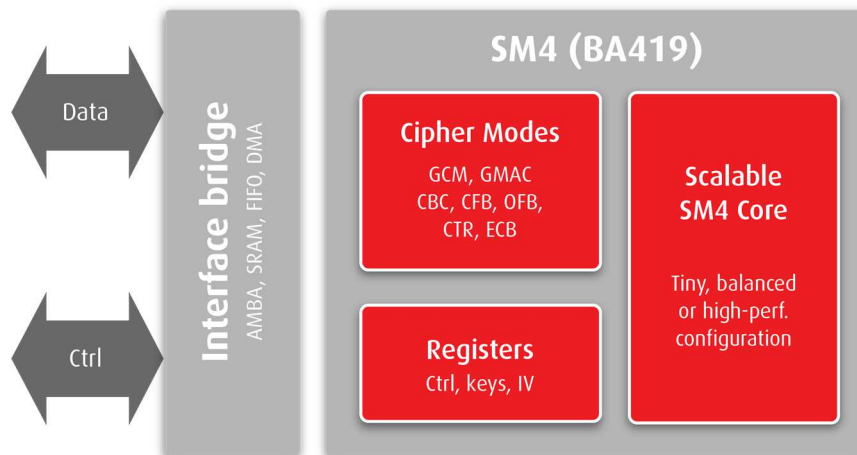 Data
Ctrl
Interface bridge
AMBA, SRAM, FIFO, DMA
SM4 (BA419)
Cipher Modes
GCM, GMAC
CBC, CFB, OFB,
CTR, ECB
Registers
Ctrl, keys, IV
Scalable
SM4 Core
Tiny, balanced
or high-perf.
configuration